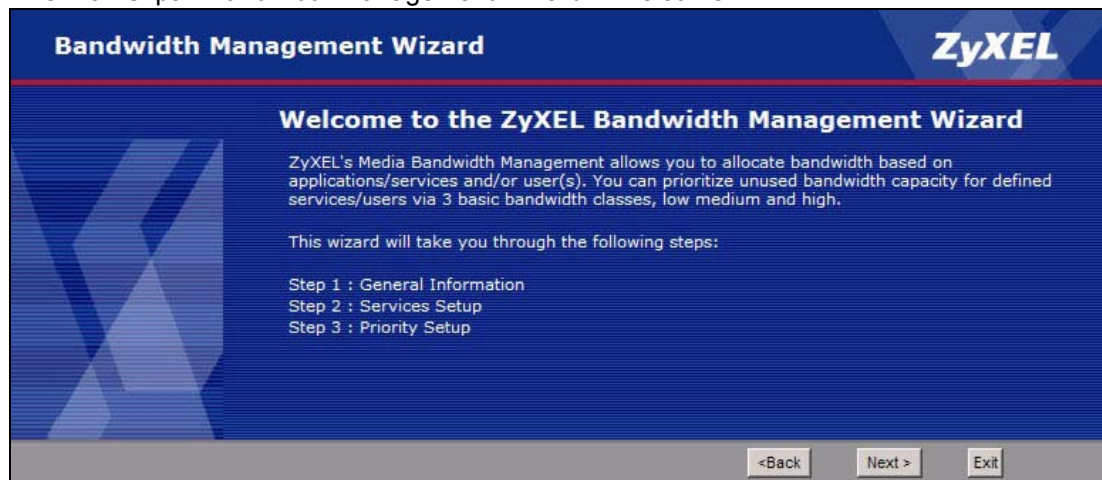 Bandwidth Management Wizard
ZyXEL
Welcome to the ZyXEL Bandwidth Management Wizard
ZyXEL's Media Bandwidth Management allows you to allocate bandwidth based on
applications/services and/or user(s). You can prioritize unused bandwidth capacity for defined
services/users via 3 basic bandwidth classes, low medium and high.
This wizard will take you through the following steps:
Step 1 : General Information
Step 2 : Services Setup
Step 3 : Priority Setup
<Back
Next >
Exit